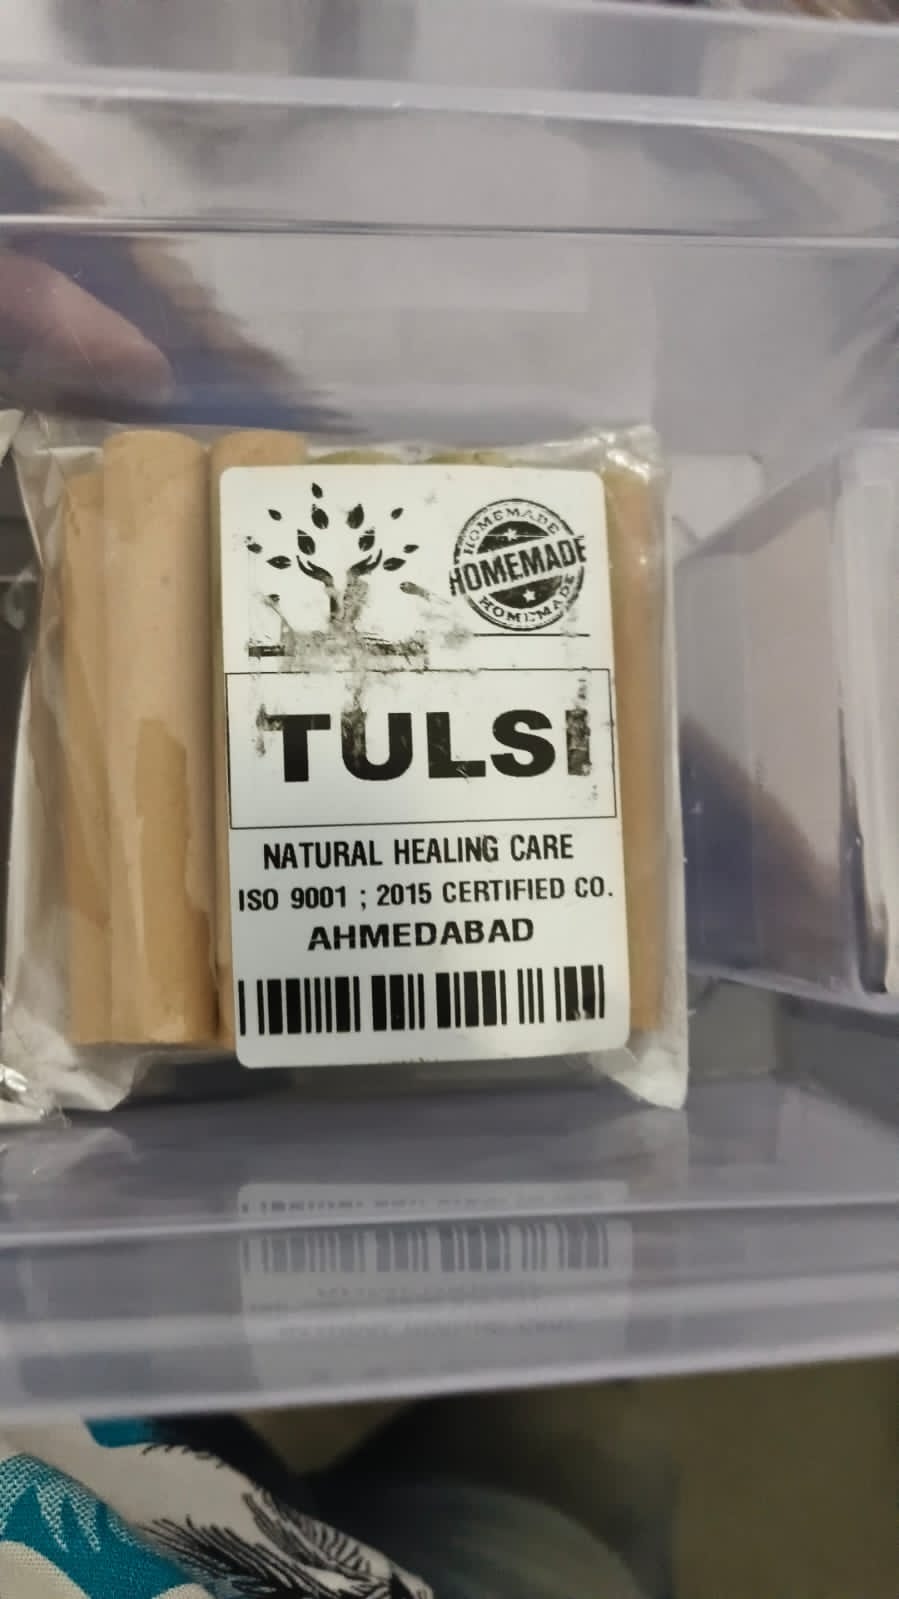 HOMEMADE
HOMEMADE
HOMEMADE
TULSI
NATURAL HEALING CARE
ISO 9001 ; 2015 CERTIFIED CO.
AHMEDABAD